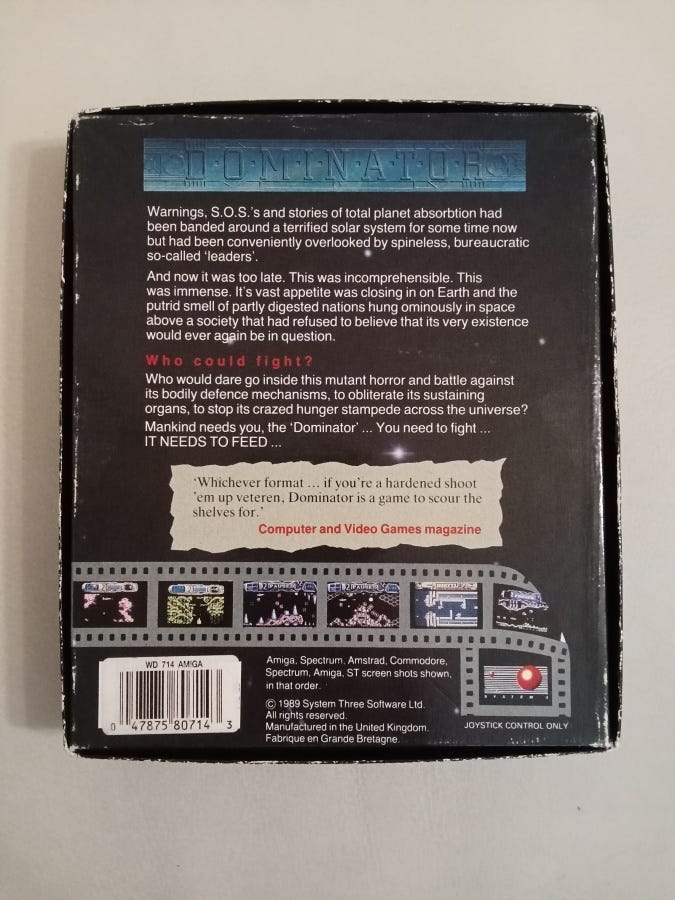 DOMINATOR
Warnings, S.O.S.'s and stories of total planet absorbtion had
been banded around a terrified solar system for some time now
but had been conveniently overlooked by spineless, bureaucratic
so-called 'leaders'.
And now it was too late. This was incomprehensible. This
was immense. It's vast appetite was closing in on Earth and the
putrid smell of partly digested nations hung ominously in space
above a society that had refused to believe that its very existence
would ever again be in question.
Who could fight?
Who would dare go inside this mutant horror and battle against
its bodily defence mechanisms, to obliterate its sustaining
organs, to stop its crazed hunger stampede across the universe?
Mankind needs you, the 'Dominator' ... You need to fight ...
IT NEEDS TO FEED ...
'Whichever format ... if you're a hardened shoot
'em up veteren, Dominator is a game to scour the
shelves for.'
Computer and Video Games magazine
WD 714 AMIGA
0 47875 80714 3
Amiga, Spectrum, Amstrad, Commodore,
Spectrum, Amiga, ST screen shots shown,
in that order.
© 1989 System Three Software Ltd.
All rights reserved.
Manufactured in the United Kingdom.
Fabrique en Grande Bretagne.
SYSTEM 3
JOYSTICK CONTROL ONLY